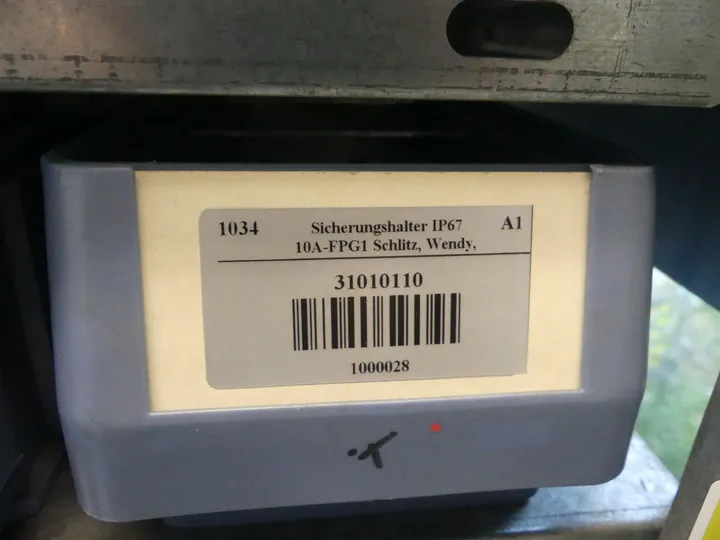 1034 Sicherungshalter IP67 A1
10A-FPG1 Schlitz, Wendy,
31010110
1000028